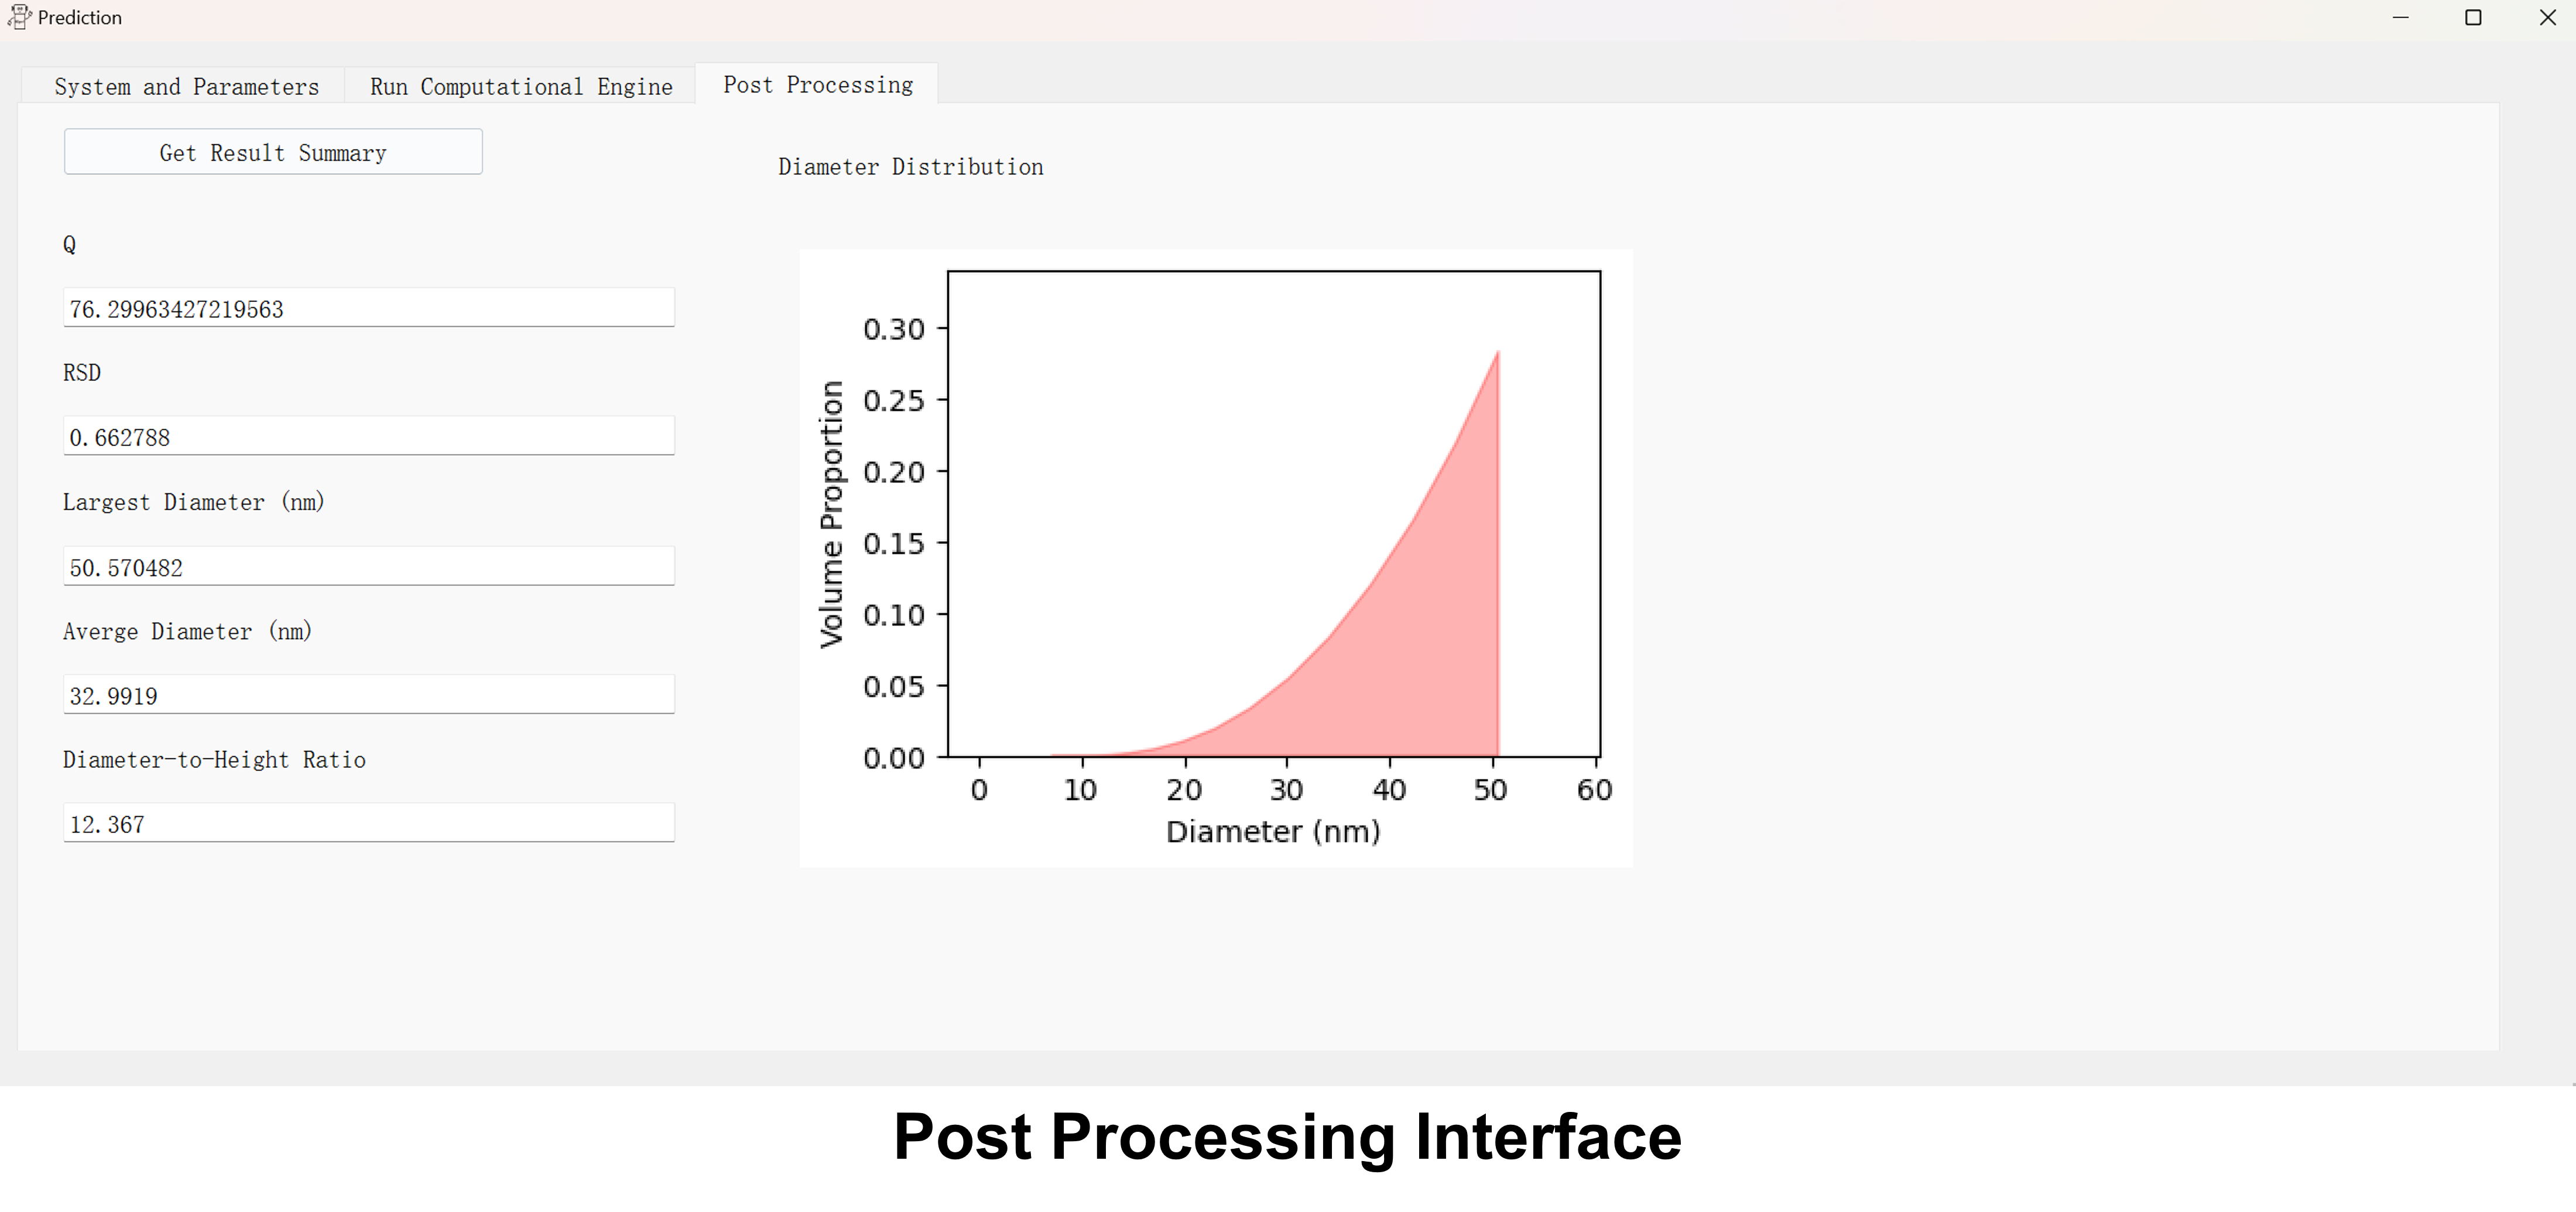 Prediction
System and Parameters
Run Computational Engine
Post Processing
Get Result Summary
Q
76.29963427219563
RSD
0.662788
Largest Diameter (nm)
50.570482
Averge Diameter (nm)
32.9919
Diameter-to-Height Ratio
12.367
Diameter Distribution
Volume Proportion
0.30
0.25
0.20
0.15
0.10
0.05
0.00
0 10 20 30 40 50 60
Diameter (nm)
Post Processing Interface